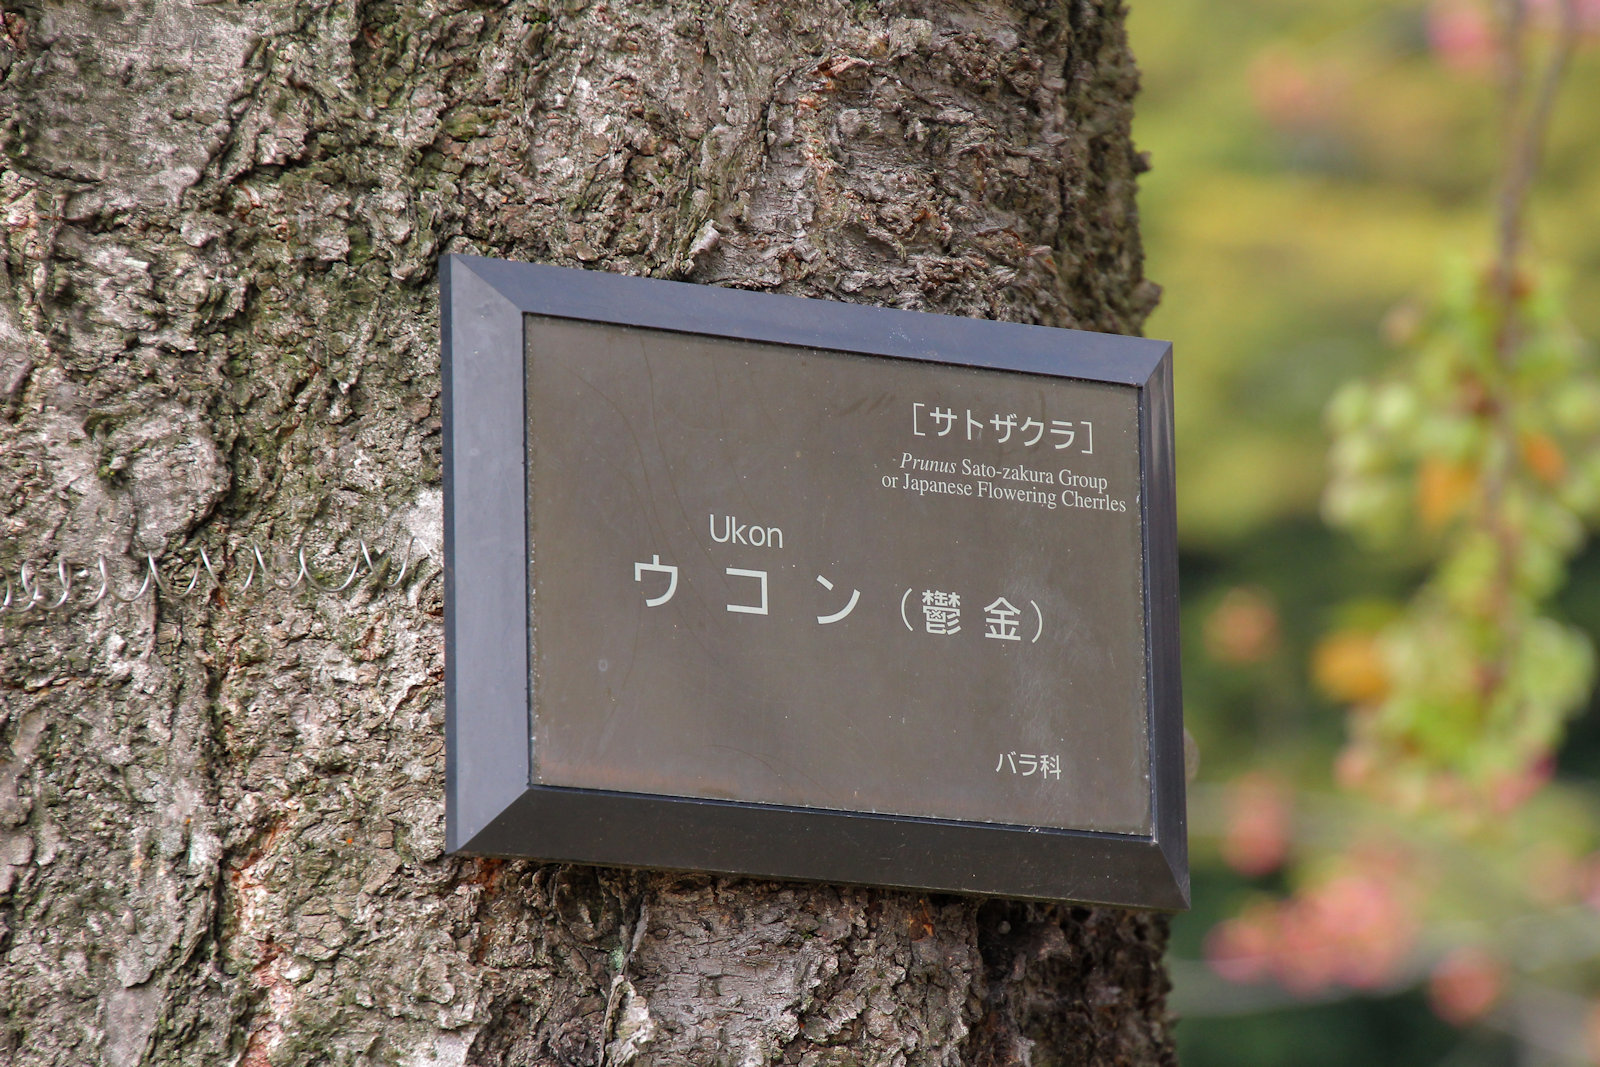 ［サトザクラ］
Prunus Sato-zakura Group
or Japanese Flowering Cherrles
Ukon
ウコン（鬱金）
バラ科